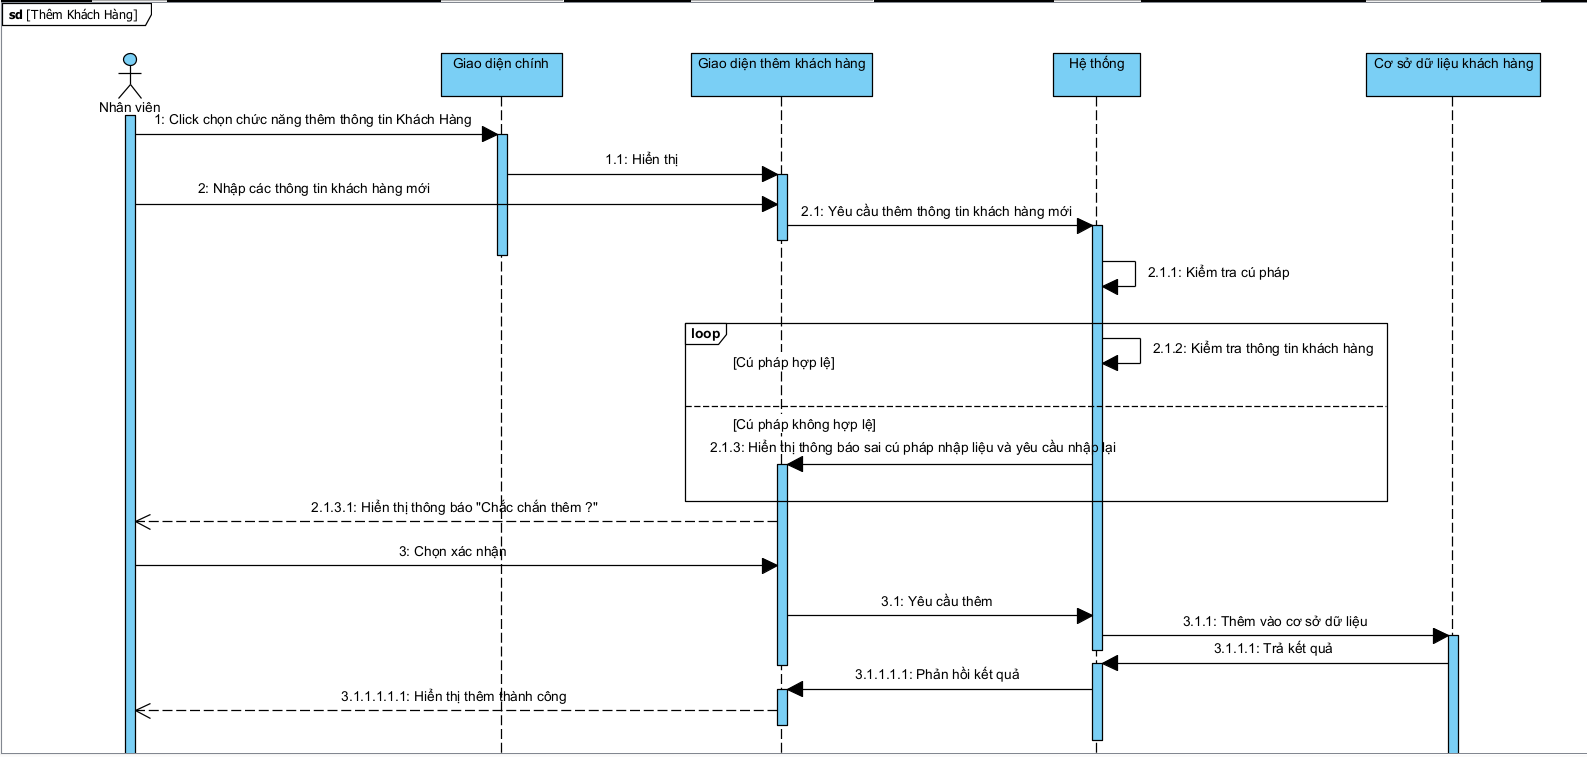 sd [Thêm Khách Hàng]
Nhân viên
Giao diện chính
Giao diện thêm khách hàng
Hệ thống
Cơ sở dữ liệu khách hàng
1: Click chọn chức năng thêm thông tin Khách Hàng
1.1: Hiển thị
2: Nhập các thông tin khách hàng mới
2.1: Yêu cầu thêm thông tin khách hàng mới
2.1.1: Kiểm tra cú pháp
loop
[Cú pháp hợp lệ]
2.1.2: Kiểm tra thông tin khách hàng
[Cú pháp không hợp lệ]
2.1.3: Hiển thị thông báo sai cú pháp nhập liệu và yêu cầu nhập lại
2.1.3.1: Hiển thị thông báo "Chắc chắn thêm ?"
3: Chọn xác nhận
3.1: Yêu cầu thêm
3.1.1: Thêm vào cơ sở dữ liệu
3.1.1.1: Trả kết quả
3.1.1.1.1: Phản hồi kết quả
3.1.1.1.1.1: Hiển thị thêm thành công